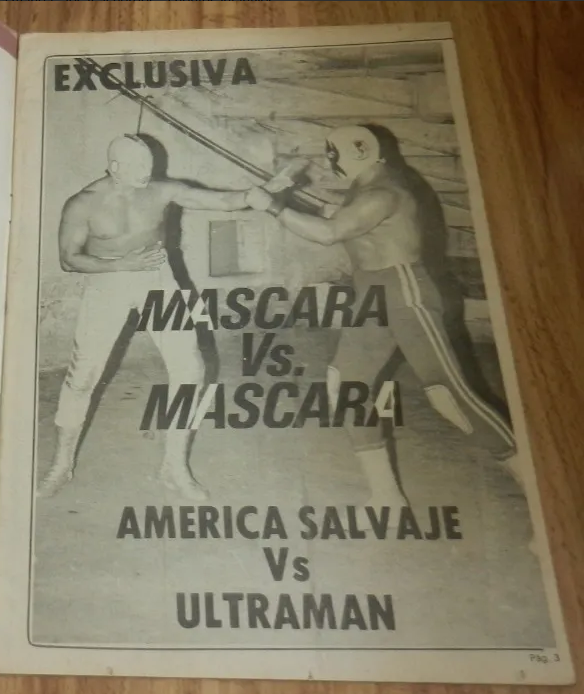 EXCLUSIVA
MASCARA
Vs.
MASCARA
AMERICA SALVAJE
Vs
ULTRAMAN
Pág. 3